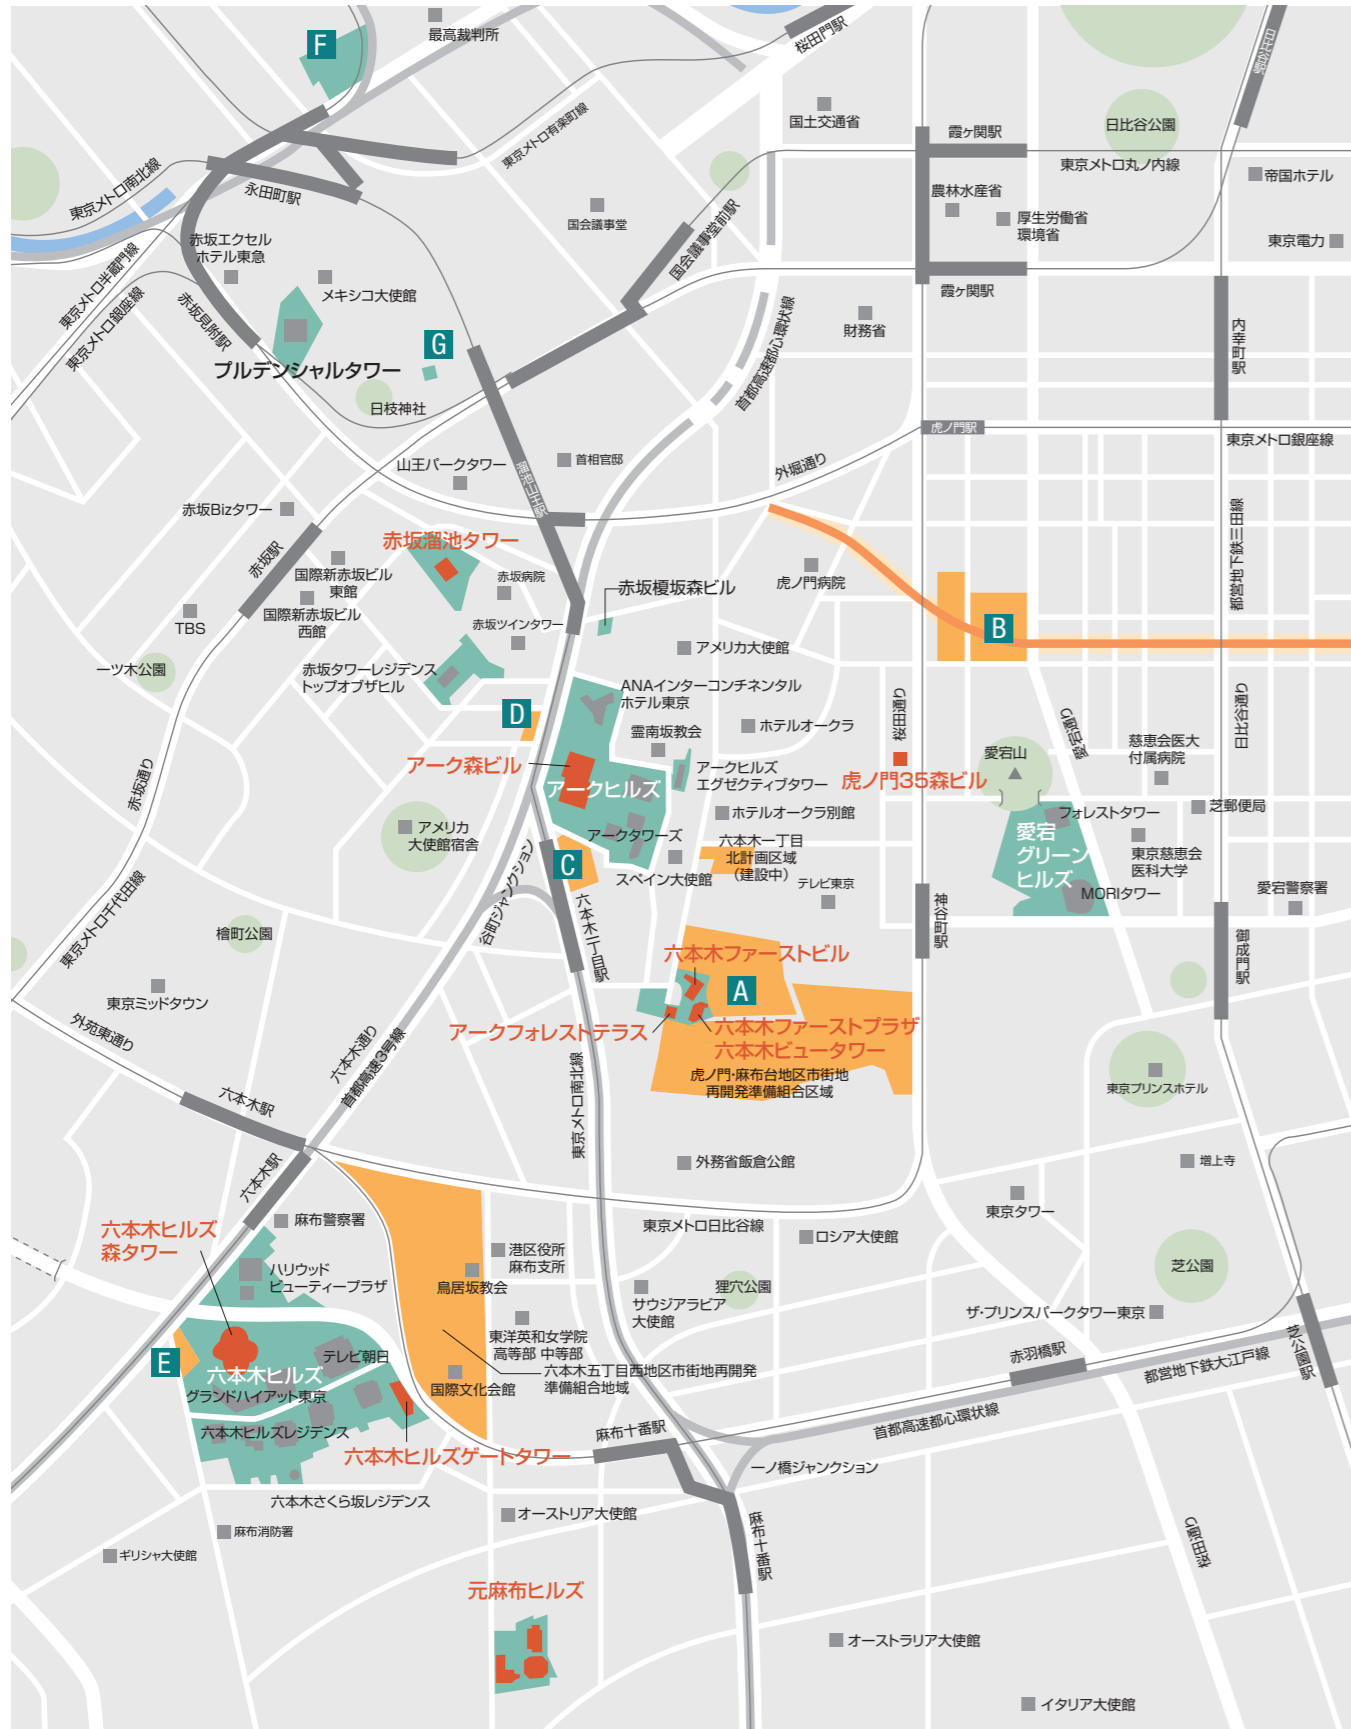 F
最高裁判所
桜田門駅
日比谷駅
国土交通省
霞ヶ関駅
日比谷公園
東京メトロ有楽町線
東京メトロ丸ノ内線
帝国ホテル
東京メトロ南北線
永田町駅
国会議事堂
農林水産省
厚生労働省
環境省
東京電力
赤坂エクセル
ホテル東急
国会議事堂前駅
東京メトロ半蔵門線
東京メトロ銀座線
赤坂見附駅
メキシコ大使館
霞ヶ関駅
首都高速都心環状線
財務省
内幸町駅
G
プルデンシャルタワー
日枝神社
虎ノ門駅
東京メトロ銀座線
山王パークタワー
首相官邸
外堀通り
溜池山王駅
赤坂Bizタワー
赤坂駅
赤坂溜池タワー
都営地下鉄三田線
国際新赤坂ビル
東館
赤坂病院
赤坂榎坂森ビル
虎ノ門病院
国際新赤坂ビル
西館
TBS
赤坂ツインタワー
B
アメリカ大使館
一ツ木公園
赤坂タワーレジデンス
トップオブザヒル
ANAインターコンチネンタル
ホテル東京
D
桜田通り
愛宕通り
日比谷通り
霊南坂教会
ホテルオークラ
愛宕山
慈恵会医大
付属病院
アーク森ビル
アークヒルズ
アークヒルズ
エグゼクティブタワー
虎ノ門35森ビル
赤坂通り
ホテルオークラ別館
フォレストタワー
芝郵便局
アメリカ
大使館宿舎
アークタワーズ
六本木一丁目
北計画区域
（建設中）
愛宕
グリーン
ヒルズ
東京慈恵会
医科大学
C
スペイン大使館
テレビ東京
MORIタワー
愛宕警察署
谷町ジャンクション
六本木一丁目駅
神谷町駅
東京メトロ千代田線
檜町公園
御成門駅
六本木ファーストビル
東京ミッドタウン
A
外苑東通り
アークフォレストテラス
六本木ファーストプラザ
六本木ビュータワー
虎ノ門・麻布台地区市街地
再開発準備組合区域
六本木通り
首都高速3号線
東京メトロ南北線
東京プリンスホテル
六本木駅
六本木駅
外務省飯倉公館
増上寺
東京タワー
六本木ヒルズ
森タワー
麻布警察署
東京メトロ日比谷線
ロシア大使館
港区役所
麻布支所
ハリウッド
ビューティープラザ
鳥居坂教会
芝公園
サウジアラビア
大使館
狸穴公園
ザ・プリンスパークタワー東京
東洋英和女学院
高等部 中等部
E
テレビ朝日
六本木ヒルズ
グランドハイアット東京
国際文化会館
六本木五丁目西地区市街地再開発
準備組合地域
赤羽橋駅
都営地下鉄大江戸線
芝公園駅
六本木ヒルズレジデンス
麻布十番駅
首都高速都心環状線
六本木ヒルズゲートタワー
一ノ橋ジャンクション
六本木さくら坂レジデンス
オーストリア大使館
麻布消防署
麻布十番駅
桜田通り
ギリシャ大使館
元麻布ヒルズ
オーストラリア大使館
イタリア大使館